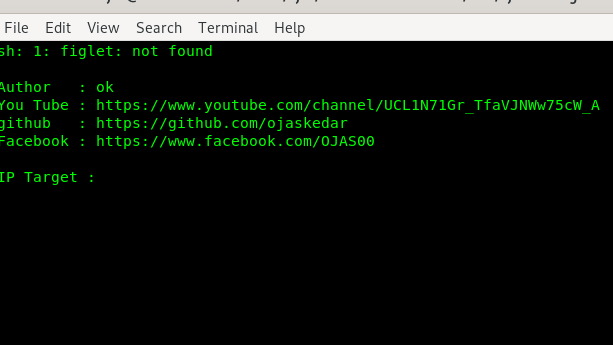 File Edit View Search Terminal Help
sh: 1: figlet: not found
Author : ok
You Tube : https://www.youtube.com/channel/UCL1N71Gr_TfaVJNWw75cW_A
github : https://github.com/ojaskedar
Facebook : https://www.facebook.com/OJAS00
IP Target :